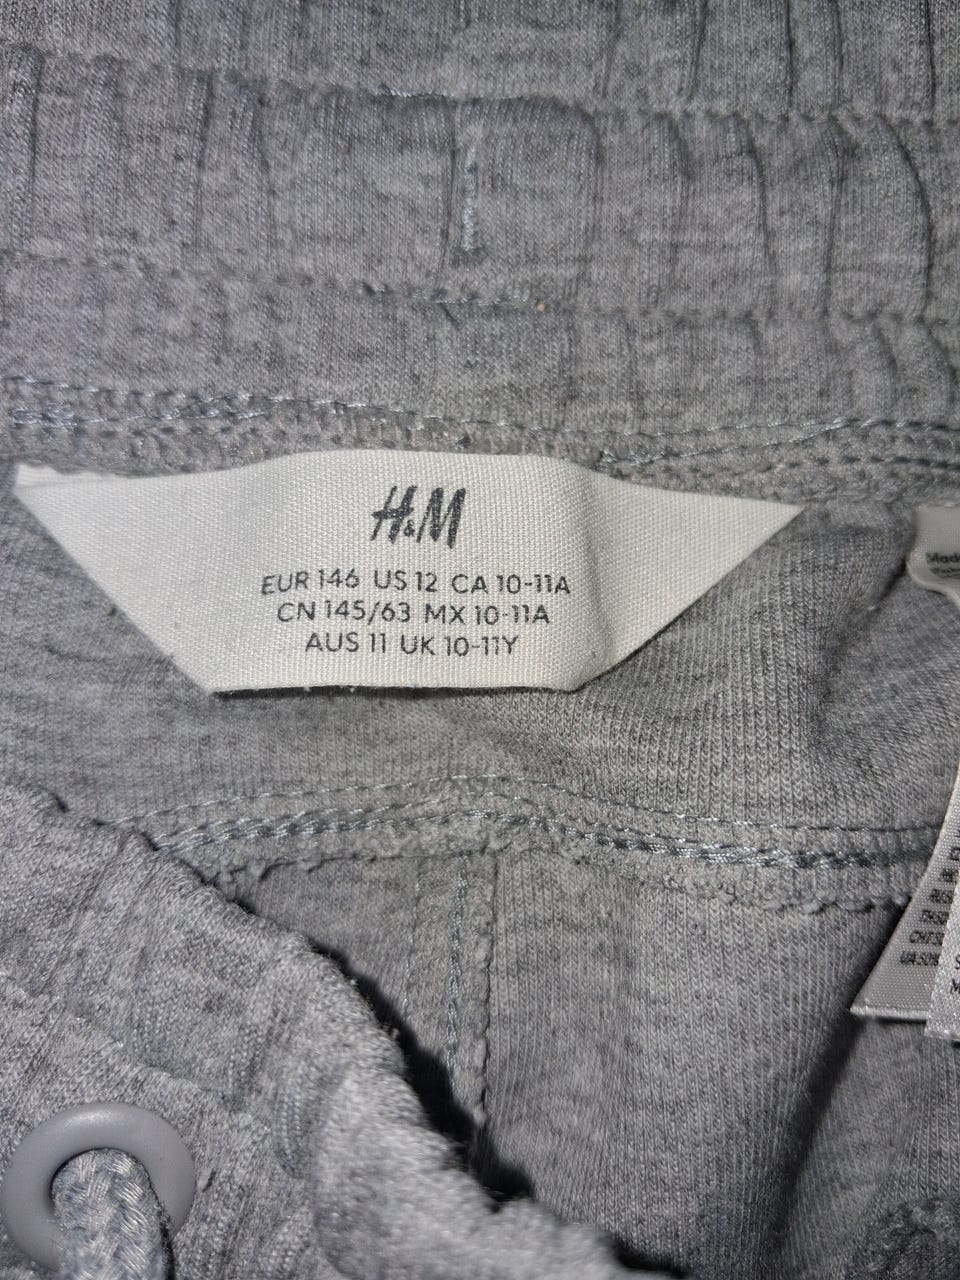 H&M
EUR 146 US 12 CA 10-11A
CN 145/63 MX 10-11A
AUS 11 UK 10-11Y